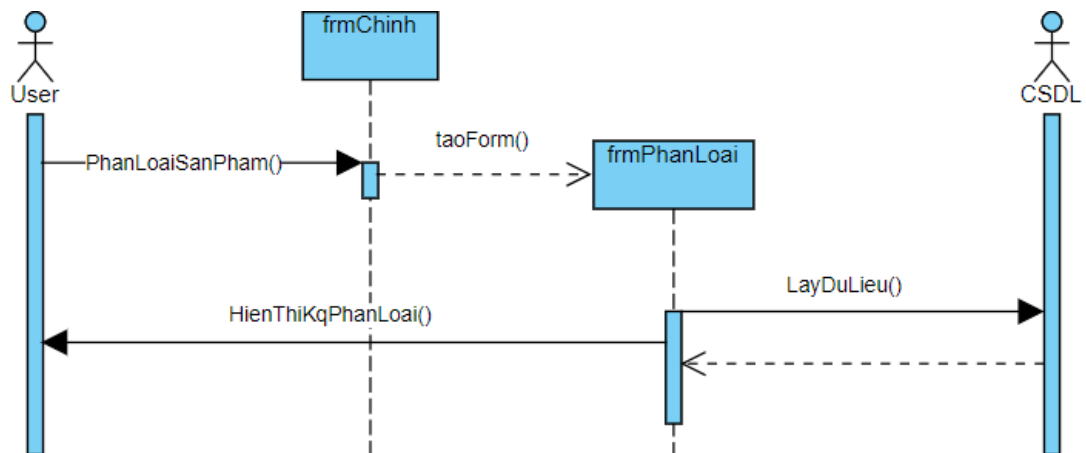 frmChinh
User
CSDL
PhanLoaiSanPham()
taoForm()
frmPhanLoai
LayDuLieu()
HienThiKqPhanLoai()